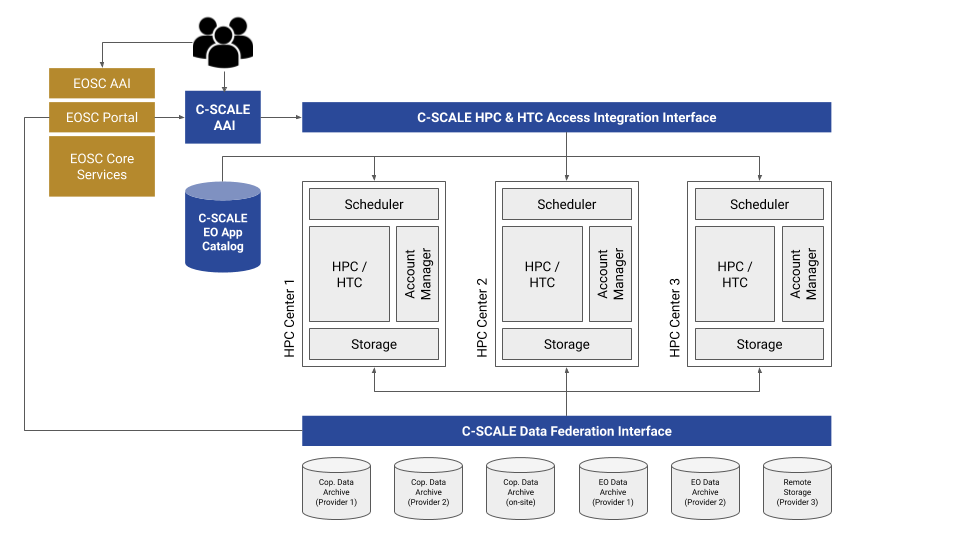 EOSC AAI
EOSC Portal
EOSC Core
Services
C-SCALE
AAI
C-SCALE HPC & HTC Access Integration Interface
C-SCALE
EO App
Catalog
HPC Center 1
Scheduler
HPC /
HTC
Account
Manager
Storage
HPC Center 2
Scheduler
HPC /
HTC
Account
Manager
Storage
HPC Center 3
Scheduler
HPC /
HTC
Account
Manager
Storage
C-SCALE Data Federation Interface
Cop. Data
Archive
(Provider 1)
Cop. Data
Archive
(Provider 2)
Cop. Data
Archive
(on-site)
EO Data
Archive
(Provider 1)
EO Data
Archive
(Provider 2)
Remote
Storage
(Provider 3)